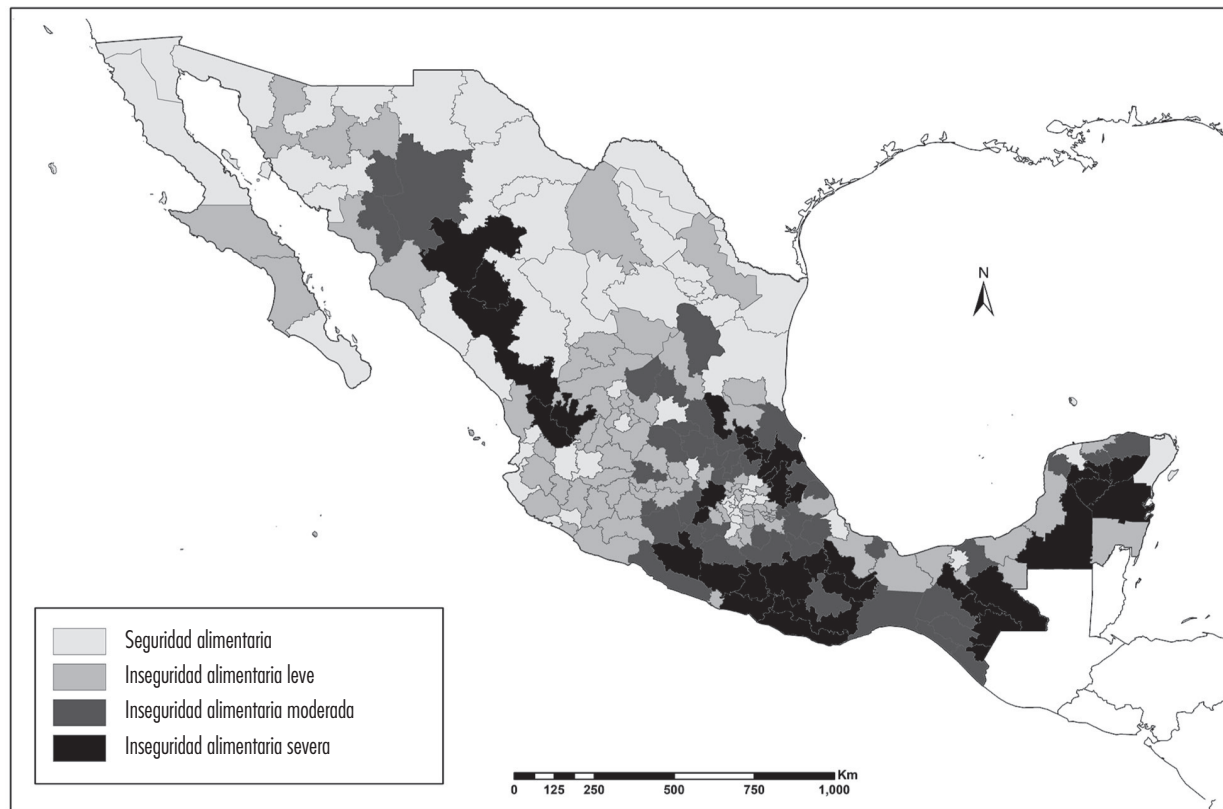 N
Seguridad alimentaria
Inseguridad alimentaria leve
Inseguridad alimentaria moderada
Inseguridad alimentaria severa
Km
0 125 250 500 750 1,000